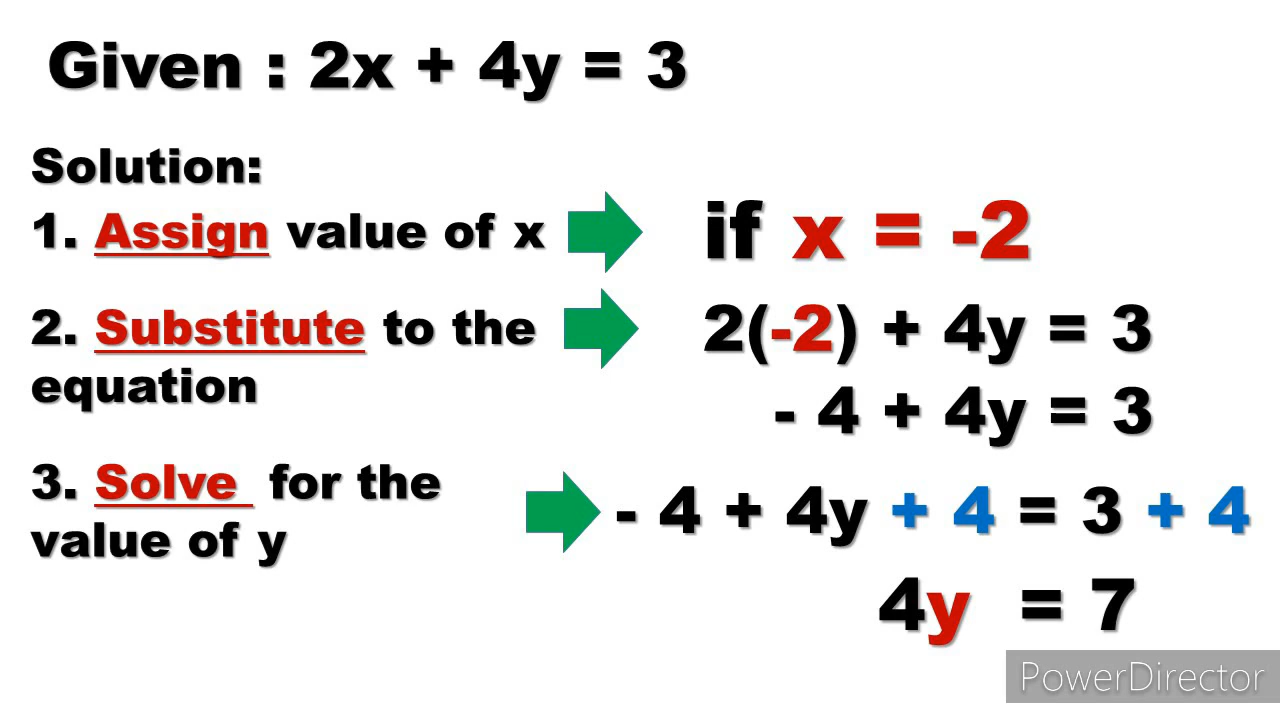 Given : 2x + 4y = 3
Solution:
1. Assign value of x
if x = -2
2. Substitute to the
equation
2(-2) + 4y = 3
- 4 + 4y = 3
3. Solve for the
value of y
- 4 + 4y + 4 = 3 + 4
4y = 7
PowerDirector